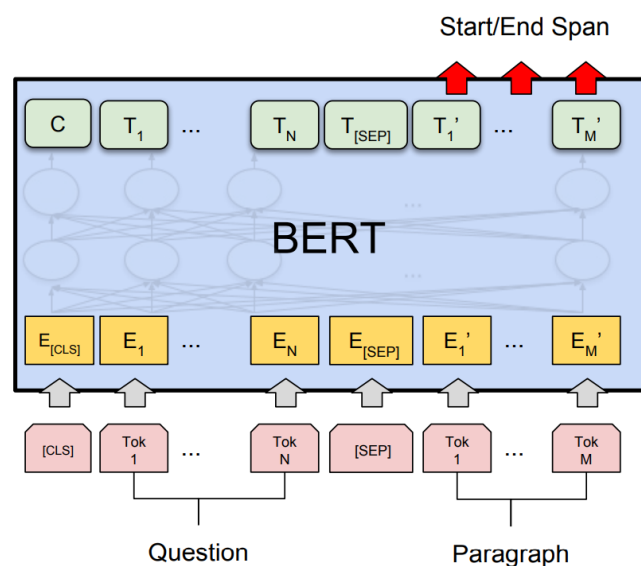 Start/End Span
C T1 ... TN T[SEP] T1' ... TM'
...
BERT
...
E[CLS] E1 ... EN E[SEP] E1' ... EM'
[CLS] Tok 1 ... Tok N [SEP] Tok 1 ... Tok M
Question Paragraph